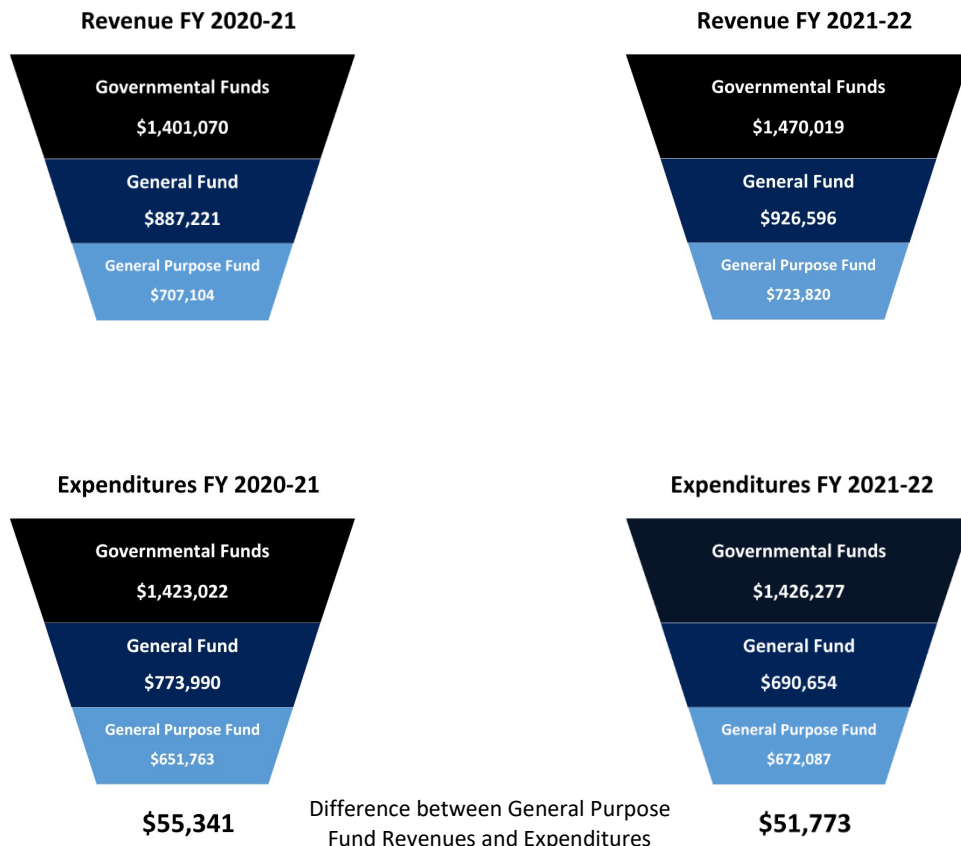 Revenue FY 2020-21
Governmental Funds
$1,401,070
General Fund
$887,221
General Purpose Fund
$707,104
Revenue FY 2021-22
Governmental Funds
$1,470,019
General Fund
$926,596
General Purpose Fund
$723,820
Expenditures FY 2020-21
Governmental Funds
$1,423,022
General Fund
$773,990
General Purpose Fund
$651,763
$55,341
Expenditures FY 2021-22
Governmental Funds
$1,426,277
General Fund
$690,654
General Purpose Fund
$672,087
$51,773
Difference between General Purpose
Fund Revenues and Expenditures